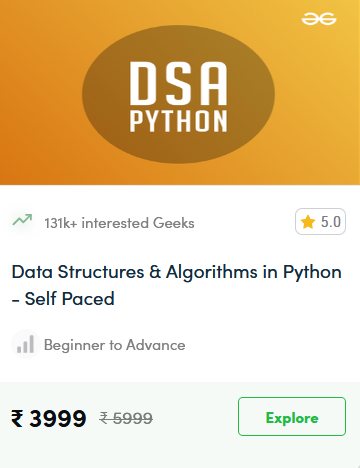 DSA
PYTHON
131k+ interested Geeks
5.0
Data Structures & Algorithms in Python
- Self Paced
Beginner to Advance
₹ 3999 ₹ 5999
Explore